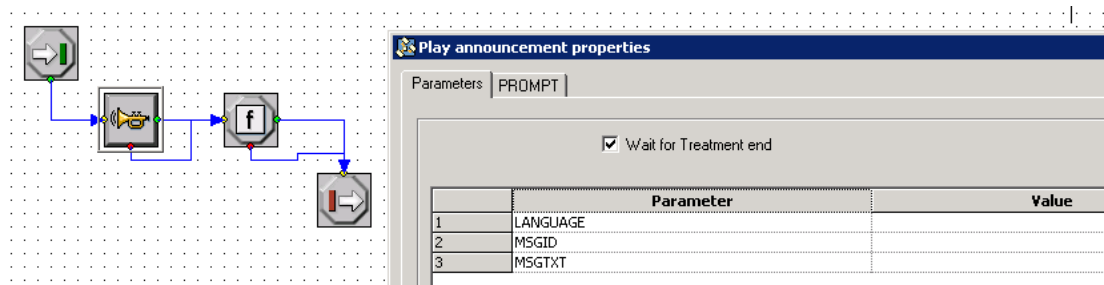 Play announcement properties
Parameters
PROMPT
f
Wait for Treatment end
Parameter Value
1 LANGUAGE
2 MSGID
3 MSGTXT